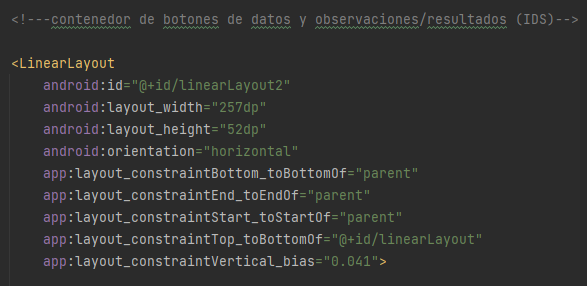 <!---contenedor de botones de datos y observaciones/resultados (IDS)-->
<LinearLayout
android:id="@+id/linearLayout2"
android:layout_width="257dp"
android:layout_height="52dp"
android:orientation="horizontal"
app:layout_constraintBottom_toBottomOf="parent"
app:layout_constraintEnd_toEndOf="parent"
app:layout_constraintStart_toStartOf="parent"
app:layout_constraintTop_toBottomOf="@+id/linearLayout"
app:layout_constraintVertical_bias="0.041">